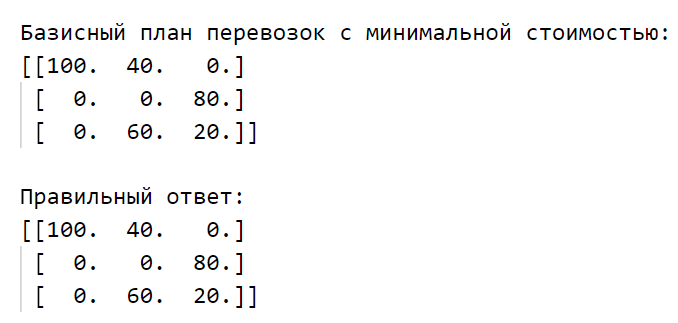 Базисный план перевозок с минимальной стоимостью:
[[100.  40.   0.]
 [  0.   0.  80.]
 [  0.  60.  20.]]
Правильный ответ:
[[100.  40.   0.]
 [  0.   0.  80.]
 [  0.  60.  20.]]